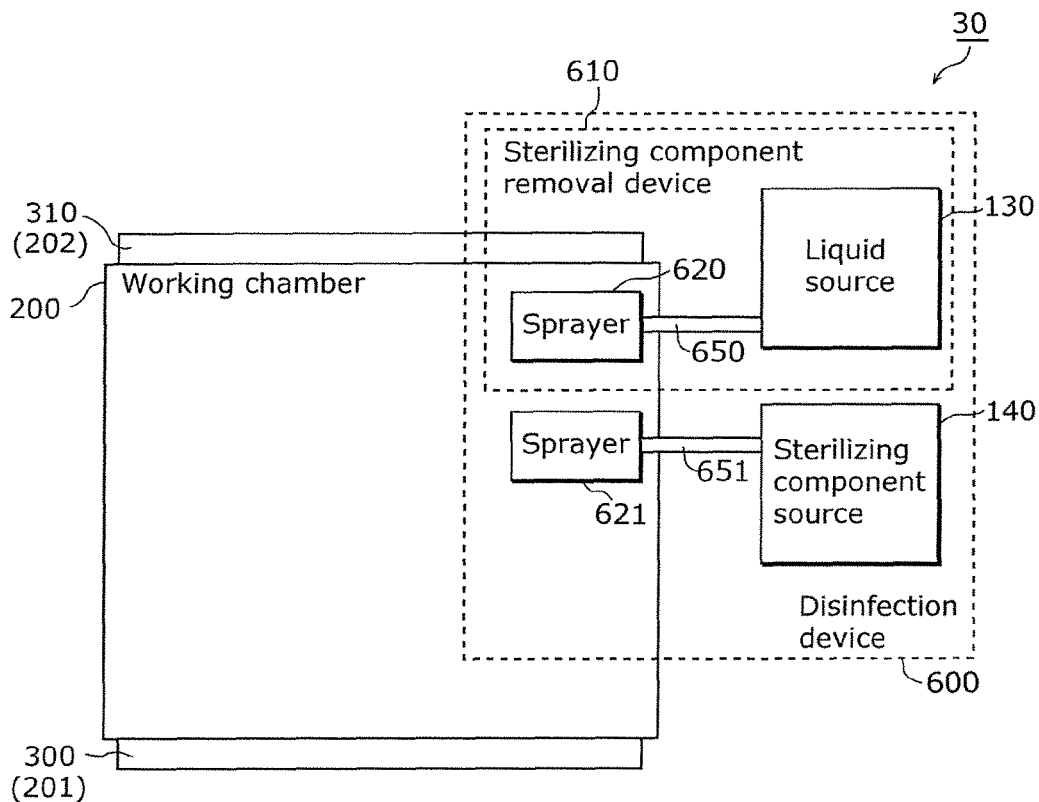 30
610
Sterilizing component
removal device
130
310
(202)
Liquid
source
620
Working chamber
200
Sprayer
650
140
Sprayer
651
Sterilizing
component
source
621
Disinfection
device
600
300
(201)